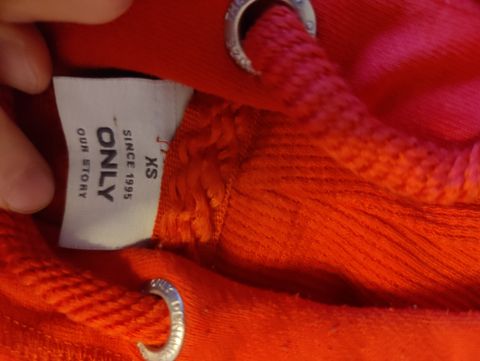 XS
SINCE 1995
ONLY
OUR STORY